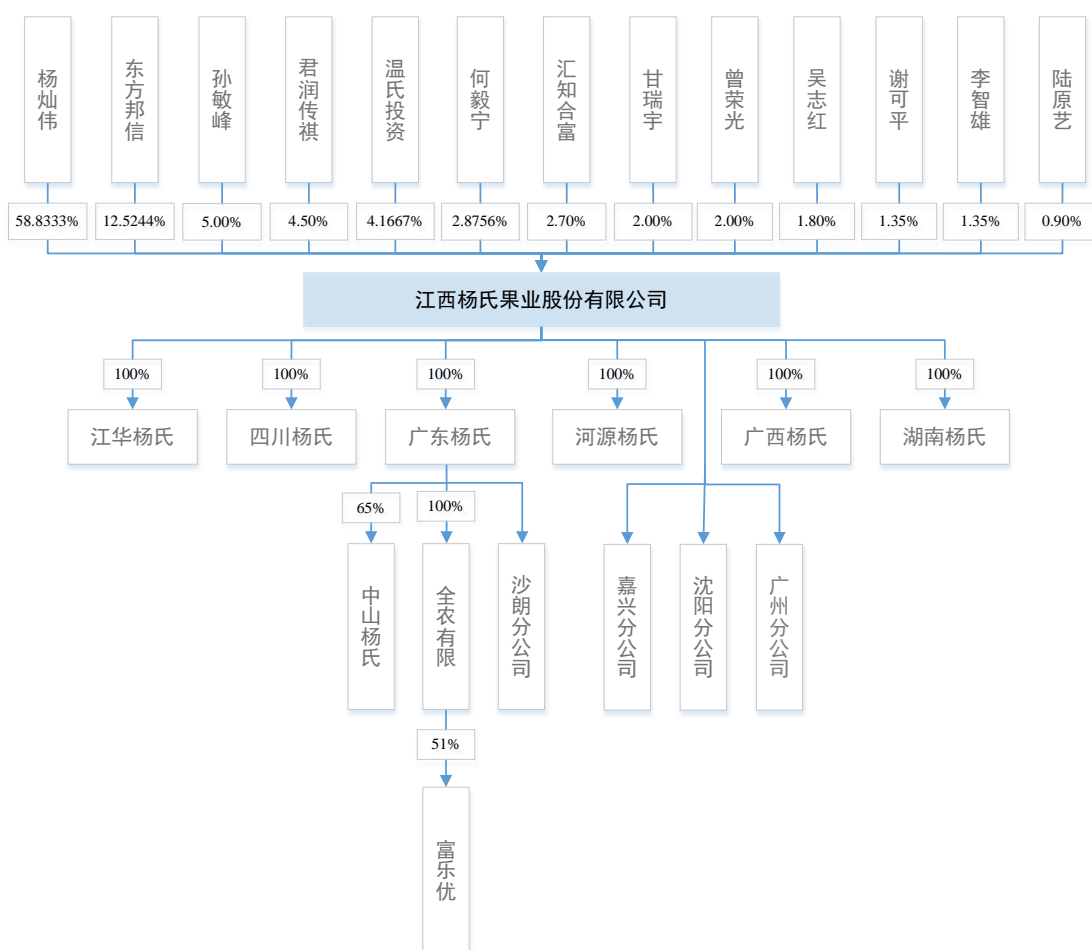 杨灿伟
东方邦信
孙敏峰
君润传祺
温氏投资
何毅宁
汇知合富
甘瑞宇
曾荣光
吴志红
谢可平
李智雄
陆原艺
58.8333%
12.5244%
5.00%
4.50%
4.1667%
2.8756%
2.70%
2.00%
2.00%
1.80%
1.35%
1.35%
0.90%
江西杨氏果业股份有限公司
100%
100%
100%
100%
100%
100%
江华杨氏
四川杨氏
广东杨氏
河源杨氏
广西杨氏
湖南杨氏
65%
100%
中山杨氏
全农有限
沙朗分公司
嘉兴分公司
沈阳分公司
广州分公司
51%
富乐优